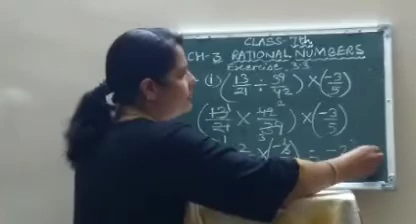 CLASS-7th
CH-3 RATIONAL NUMBERS
Exercise 3.3
(i) (13/21 ÷ 39/42) × (-3/5)
(13/21 × 42/39) × (-3/5)